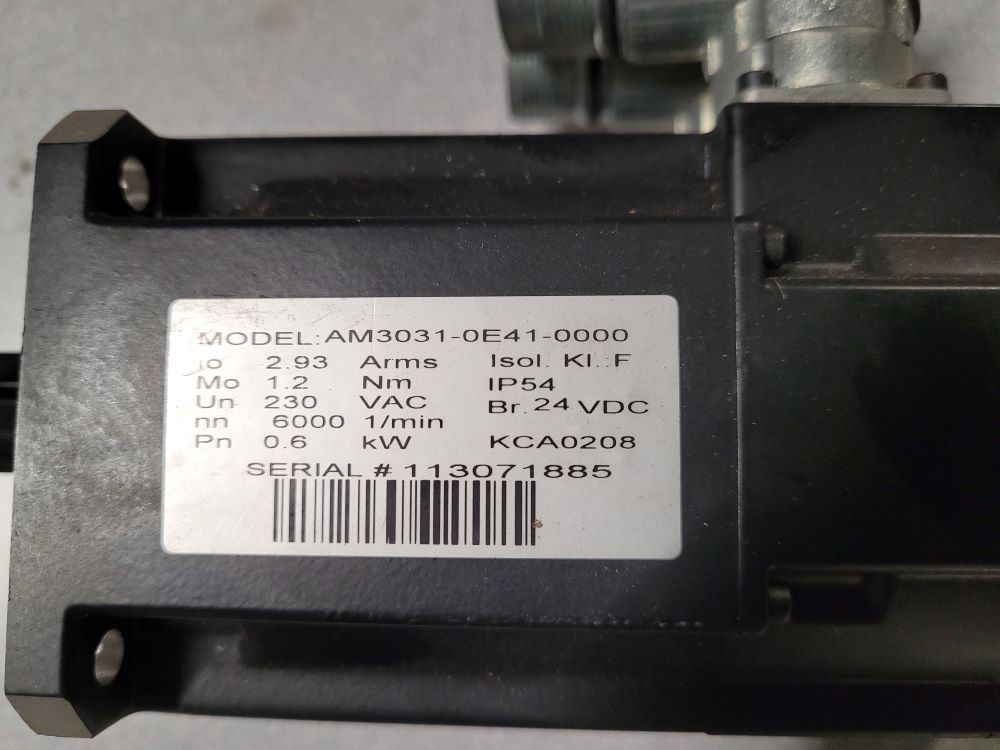 MODEL: AM3031-0E41-0000
Io 2.93 Arms Isol. Kl.:F
Mo 1.2 Nm IP54
Un 230 VAC Br. 24 VDC
nn 6000 1/min
Pn 0.6 kW KCA0208
SERIAL # 113071885